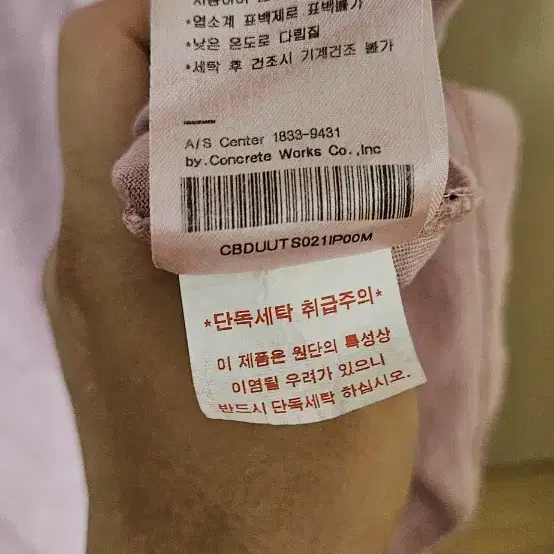 *염소계 표백제로 표백불가
*낮은 온도로 다림질
*세탁 후 건조시 기계건조 불가
A/S Center 1833-9431
by.Concrete Works Co.,Inc
CBDUUTS021IP00M
*단독세탁 취급주의*
이 제품은 원단의 특성상
이염될 우려가 있으니
반드시 단독세탁 하십시오.